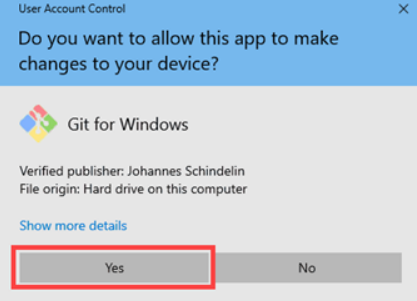 User Account Control
Do you want to allow this app to make
changes to your device?
Git for Windows
Verified publisher: Johannes Schindelin
File origin: Hard drive on this computer
Show more details
Yes
No